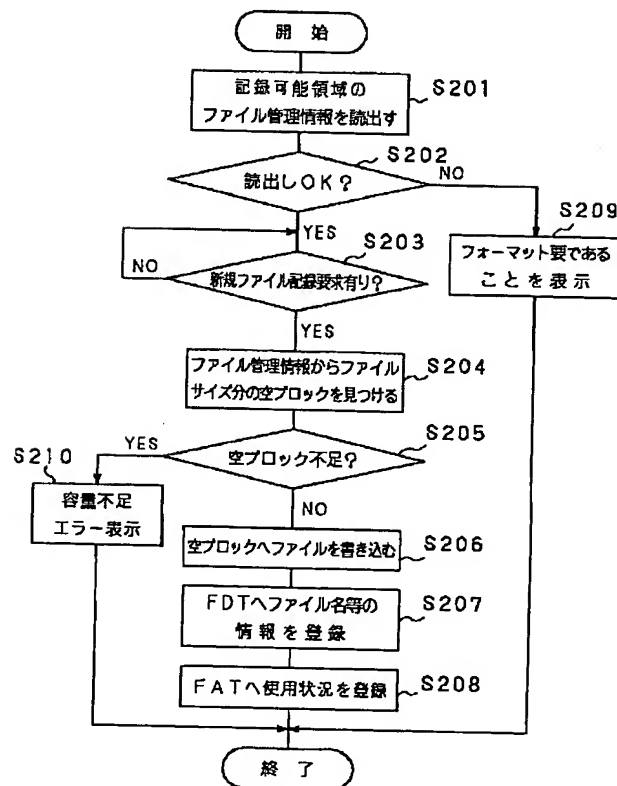 開始
記録可能領域の
ファイル管理情報を読出す
S201
S202
読出しOK?
NO
YES
S203
NO
新規ファイル記録要求有り?
S209
フォーマット要である
ことを表示
YES
ファイル管理情報からファイル
サイズ分の空ブロックを見つける
S204
S205
YES
空ブロック不足?
S210
容量不足
エラー表示
NO
空ブロックへファイルを書き込む
S206
FDTへファイル名等の
情報を登録
S207
FATへ使用状況を登録
S208
終了